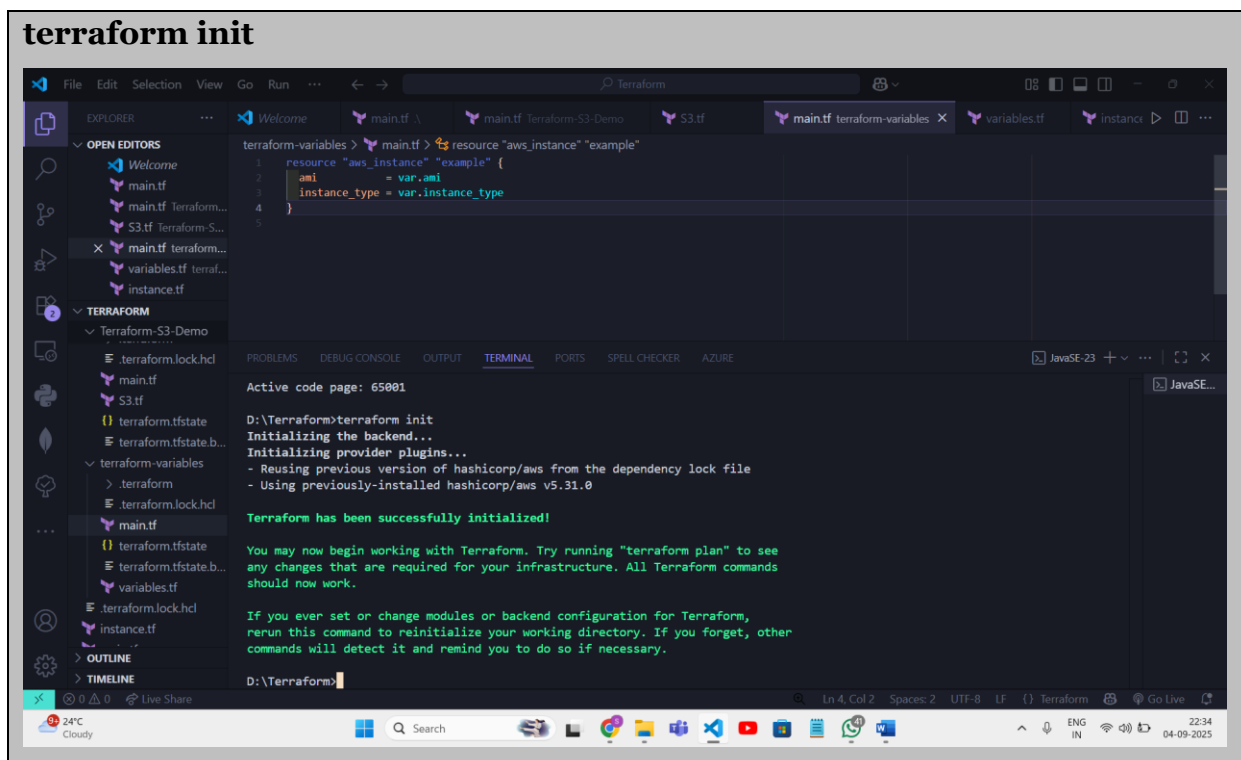 terraform init
File Edit Selection View Go Run ··· Terraform
EXPLORER ··· Welcome main.tf .\ main.tf Terraform-S3-Demo S3.tf main.tf terraform-variables variables.tf instance
OPEN EDITORS
Welcome
main.tf
main.tf Terraform...
S3.tf Terraform-S...
main.tf terraform...
variables.tf terraf...
instance.tf
TERRAFORM
Terraform-S3-Demo
.terraform.lock.hcl
main.tf
S3.tf
{} terraform.tfstate
terraform.tfstate.b...
terraform-variables
> .terraform
.terraform.lock.hcl
main.tf
{} terraform.tfstate
terraform.tfstate.b...
variables.tf
.terraform.lock.hcl
instance.tf
> OUTLINE
> TIMELINE
2
terraform-variables > main.tf > resource "aws_instance" "example"
1 resource "aws_instance" "example" {
2 ami = var.ami
3 instance_type = var.instance_type
4 }
5
PROBLEMS DEBUG CONSOLE OUTPUT TERMINAL PORTS SPELL CHECKER AZURE JavaSE-23
JavaSE...
Active code page: 65001
D:\Terraform>terraform init
Initializing the backend...
Initializing provider plugins...
- Reusing previous version of hashicorp/aws from the dependency lock file
- Using previously-installed hashicorp/aws v5.31.0
Terraform has been successfully initialized!
You may now begin working with Terraform. Try running "terraform plan" to see
any changes that are required for your infrastructure. All Terraform commands
should now work.
If you ever set or change modules or backend configuration for Terraform,
rerun this command to reinitialize your working directory. If you forget, other
commands will detect it and remind you to do so if necessary.
D:\Terraform>
0 0 Live Share Ln 4, Col 2 Spaces: 2 UTF-8 LF {} Terraform Go Live
9+ 24°C
Cloudy
Search
ENG
IN
22:34
04-09-2025